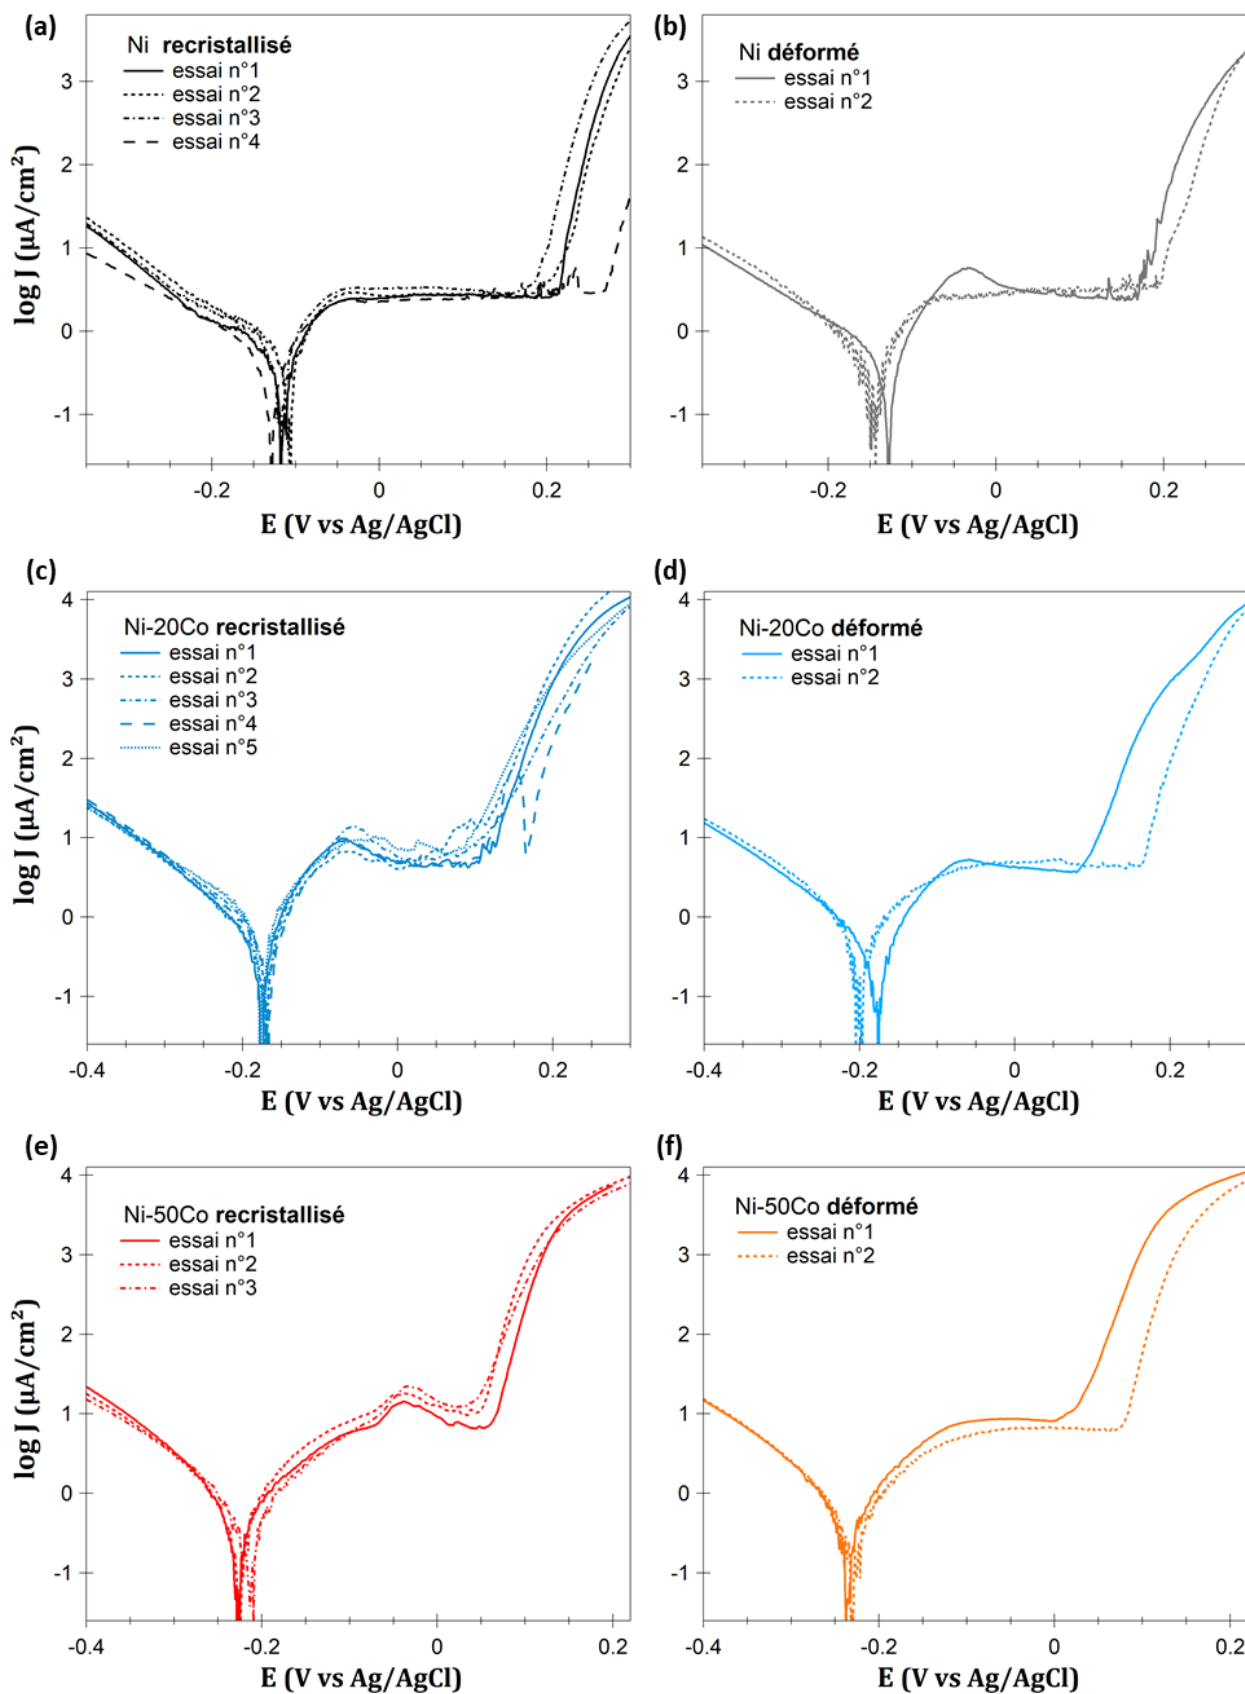 (a)
Ni recristallisé
essai n°1
essai n°2
essai n°3
essai n°4
3
2
1
0
-1
log J (µA/cm²)
-0.2
0
0.2
E (V vs Ag/AgCl)
(b)
Ni déformé
essai n°1
essai n°2
3
2
1
0
-1
-0.2
0
0.2
E (V vs Ag/AgCl)
(c)
Ni-20Co recristallisé
essai n°1
essai n°2
essai n°3
essai n°4
essai n°5
4
3
2
1
0
-1
log J (µA/cm²)
-0.4
-0.2
0
0.2
E (V vs Ag/AgCl)
(d)
Ni-20Co déformé
essai n°1
essai n°2
4
3
2
1
0
-1
-0.4
-0.2
0
0.2
E (V vs Ag/AgCl)
(e)
Ni-50Co recristallisé
essai n°1
essai n°2
essai n°3
4
3
2
1
0
-1
log J (µA/cm²)
-0.4
-0.2
0
0.2
E (V vs Ag/AgCl)
(f)
Ni-50Co déformé
essai n°1
essai n°2
4
3
2
1
0
-1
-0.4
-0.2
0
0.2
E (V vs Ag/AgCl)